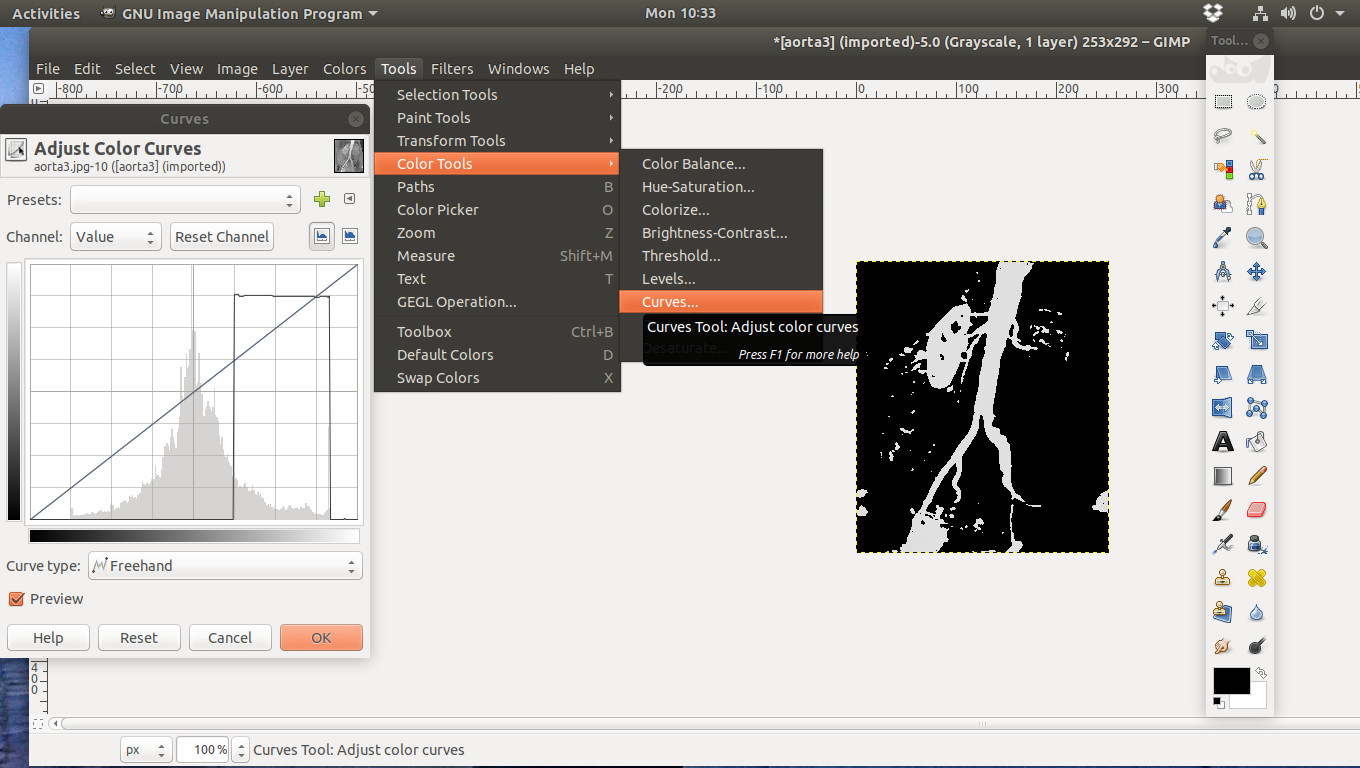 Activities GNU Image Manipulation Program Mon 10:33
*[aorta3] (imported)-5.0 (Grayscale, 1 layer) 253x292 – GIMP
Tool...
File Edit Select View Image Layer Colors Tools Filters Windows Help
-800 -700 -600 -50 -200 -100 0 100 200 300
Curves
Adjust Color Curves
aorta3.jpg-10 ([aorta3] (imported))
Presets:
Channel: Value Reset Channel
Curve type: Freehand
Preview
Help Reset Cancel OK
Selection Tools
Paint Tools
Transform Tools
Color Tools
Paths B
Color Picker O
Zoom Z
Measure Shift+M
Text T
GEGL Operation...
Toolbox Ctrl+B
Default Colors D
Swap Colors X
Color Balance...
Hue-Saturation...
Colorize...
Brightness-Contrast...
Threshold...
Levels...
Curves...
Curves Tool: Adjust color curves
Desaturate...
Press F1 for more help
4
0
0
px 100 % Curves Tool: Adjust color curves